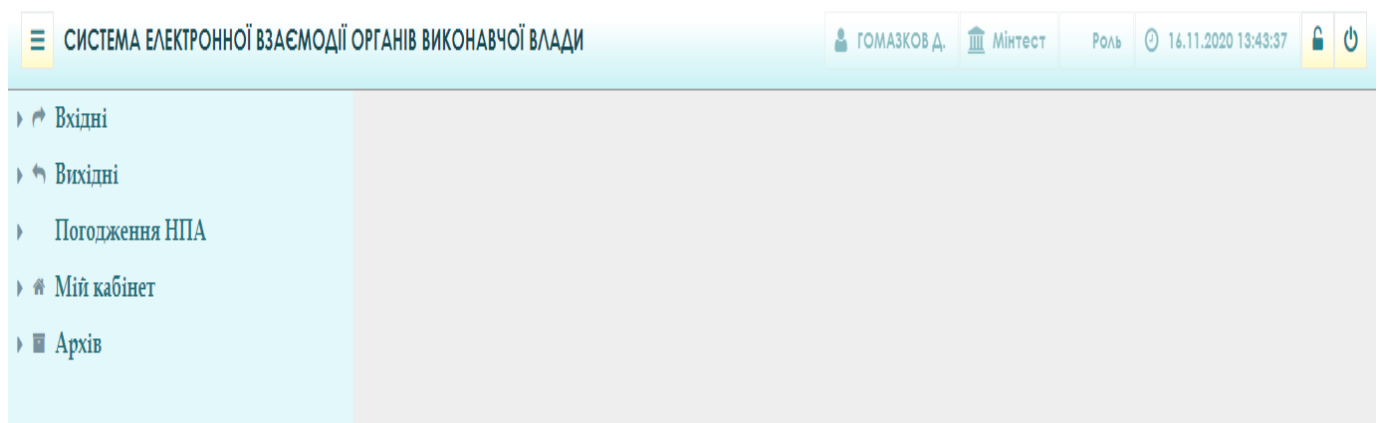 СИСТЕМА ЕЛЕКТРОННОЇ ВЗАЄМОДІЇ ОРГАНІВ ВИКОНАВЧОЇ ВЛАДИ ГОМАЗКОВ Д. Мінтест Роль 16.11.2020 13:43:37
Вхідні
Вихідні
Погодження НПА
Мій кабінет
Архів